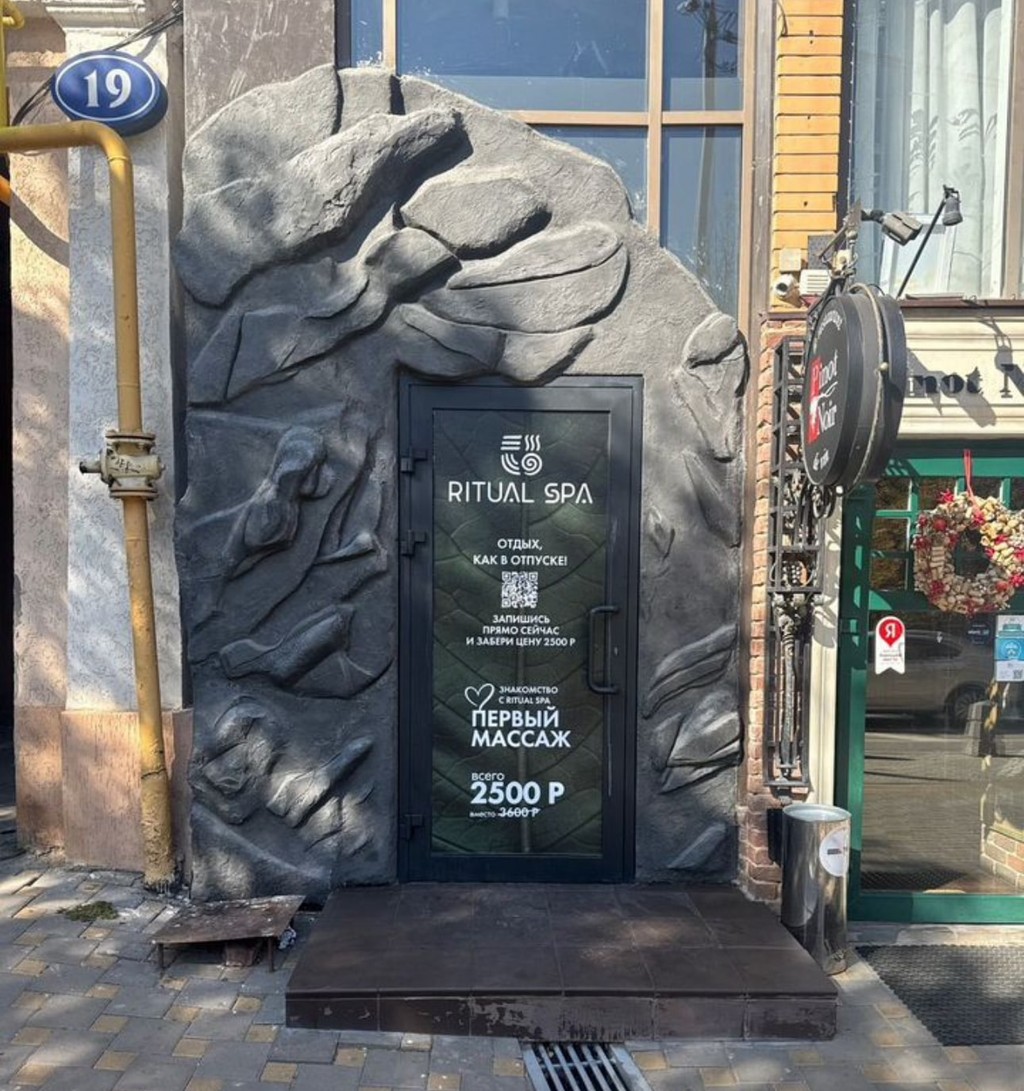 19
RITUAL SPA
ОТДЫХ,
КАК В ОТПУСКЕ!
ЗАПИШИСЬ
ПРЯМО СЕЙЧАС
И ЗАБЕРИ ЦЕНУ 2500 Р
ЗНАКОМСТВО
С RITUAL SPA
ПЕРВЫЙ
МАССАЖ
всего
2500 Р
вместо 3600 Р
Pinot
Noir
Я